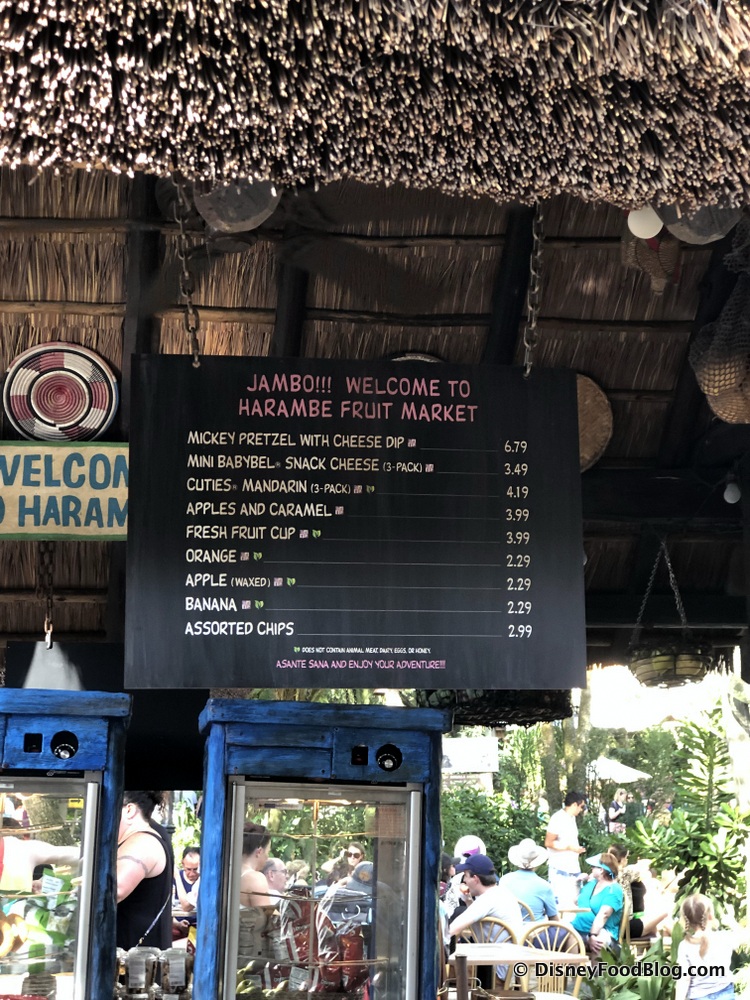 JAMBO!!! WELCOME TO
HARAMBE FRUIT MARKET
MICKEY PRETZEL WITH CHEESE DIP 6.79
MINI BABYBEL® SNACK CHEESE (3-PACK) 3.49
CUTIES® MANDARIN (3-PACK) 4.19
APPLES AND CARAMEL 3.99
FRESH FRUIT CUP 3.99
ORANGE 2.29
APPLE (WAXED) 2.29
BANANA 2.29
ASSORTED CHIPS 2.99
DOES NOT CONTAIN ANIMAL MEAT, DAIRY, EGGS, OR HONEY.
ASANTE SANA AND ENJOY YOUR ADVENTURE!!!!
WELCOM
O HARAM
© DisneyFoodBlog.com